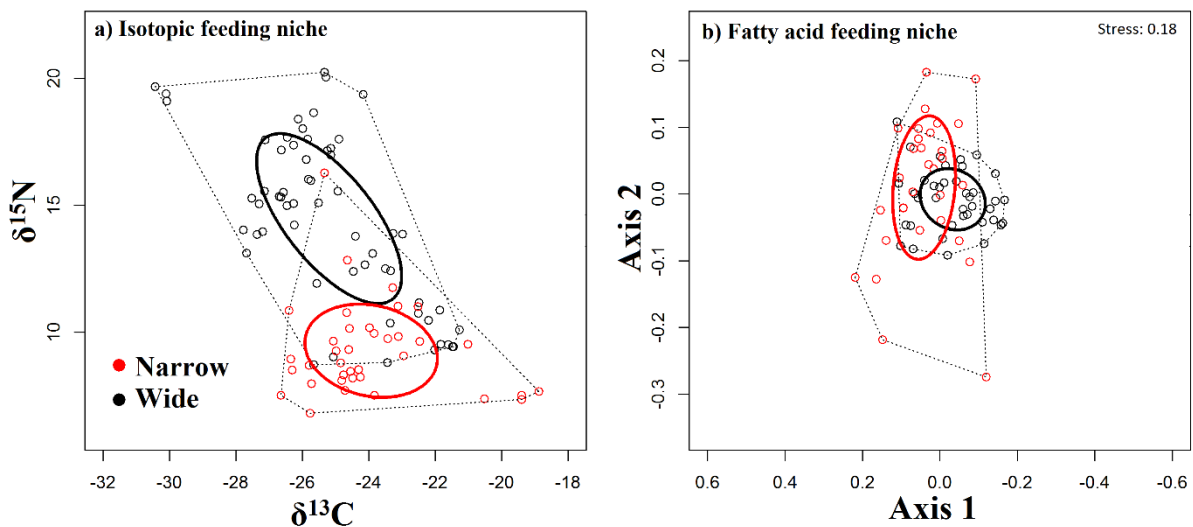 a) Isotopic feeding niche
20
15
10
δ15N
Narrow
Wide
-32
-30
-28
-26
-24
-22
-20
-18
δ13C
b) Fatty acid feeding niche
Stress: 0.18
0.2
0.1
0.0
-0.1
-0.2
-0.3
Axis 2
0.6
0.4
0.2
0.0
-0.2
-0.4
-0.6
Axis 1